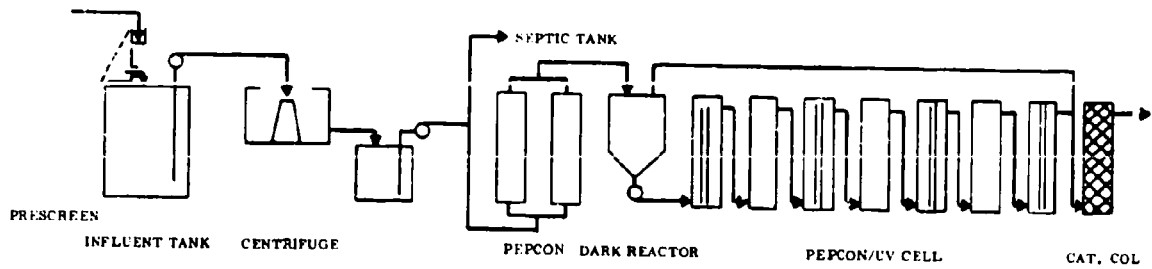 SEPTIC TANK
PRESCREEN
INFLUENT TANK
CENTRIFUGE
PEPCON
DARK REACTOR
PEPCON/UV CELL
CAT. COL